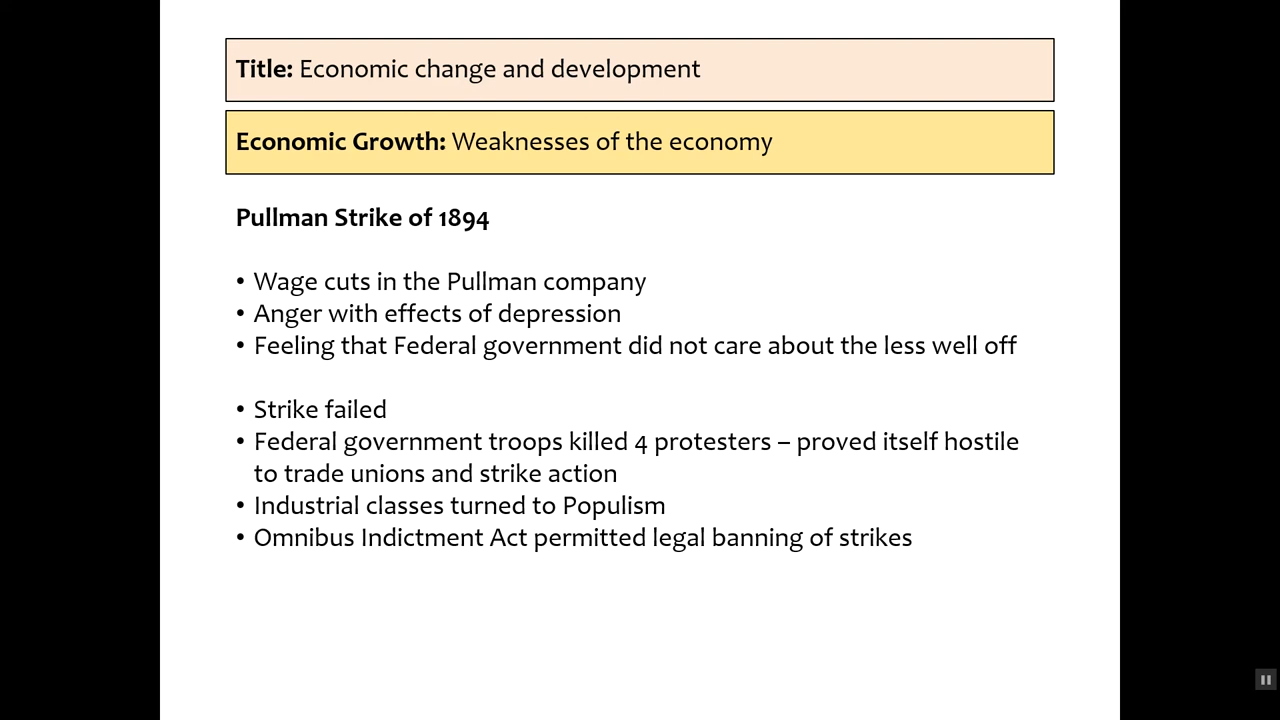 Title: Economic change and development
Economic Growth: Weaknesses of the economy
Pullman Strike of 1894
• Wage cuts in the Pullman company
• Anger with effects of depression
• Feeling that Federal government did not care about the less well off
• Strike failed
• Federal government troops killed 4 protesters – proved itself hostile
to trade unions and strike action
• Industrial classes turned to Populism
• Omnibus Indictment Act permitted legal banning of strikes